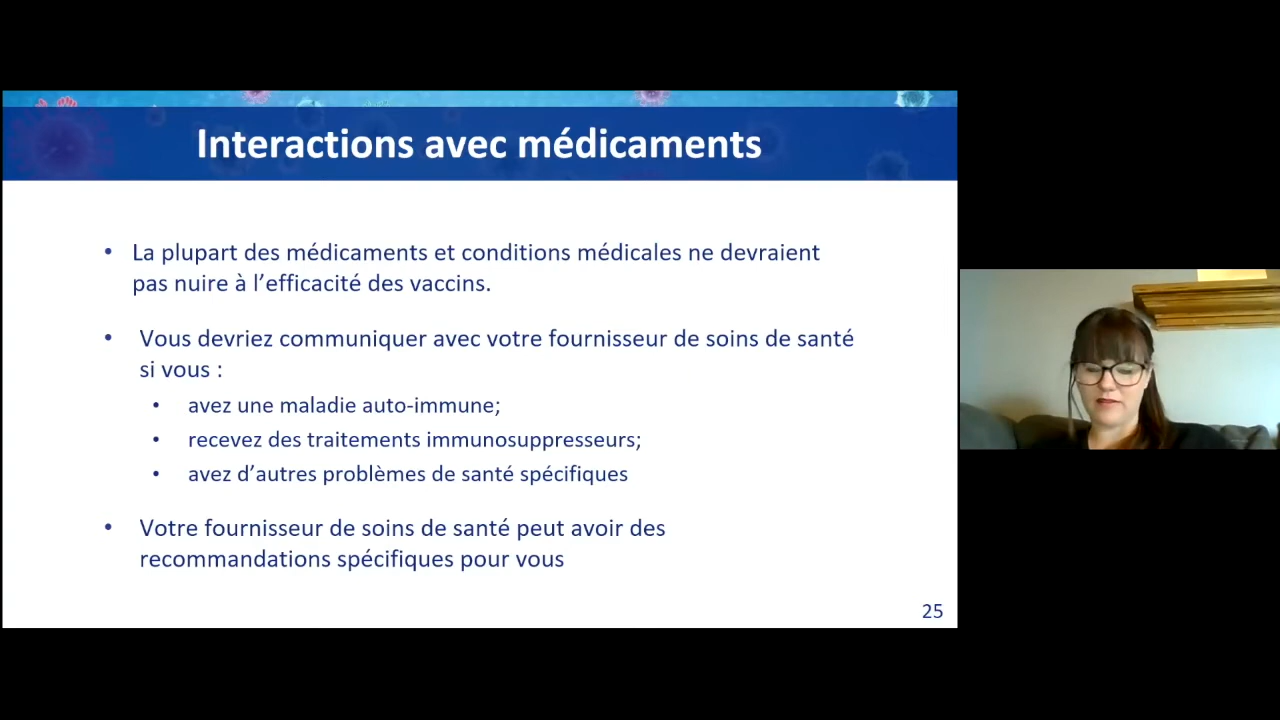 Interactions avec médicaments
• La plupart des médicaments et conditions médicales ne devraient
pas nuire à l’efficacité des vaccins.
• Vous devriez communiquer avec votre fournisseur de soins de santé
si vous :
• avez une maladie auto-immune;
• recevez des traitements immunosuppresseurs;
• avez d’autres problèmes de santé spécifiques
• Votre fournisseur de soins de santé peut avoir des
recommandations spécifiques pour vous
25